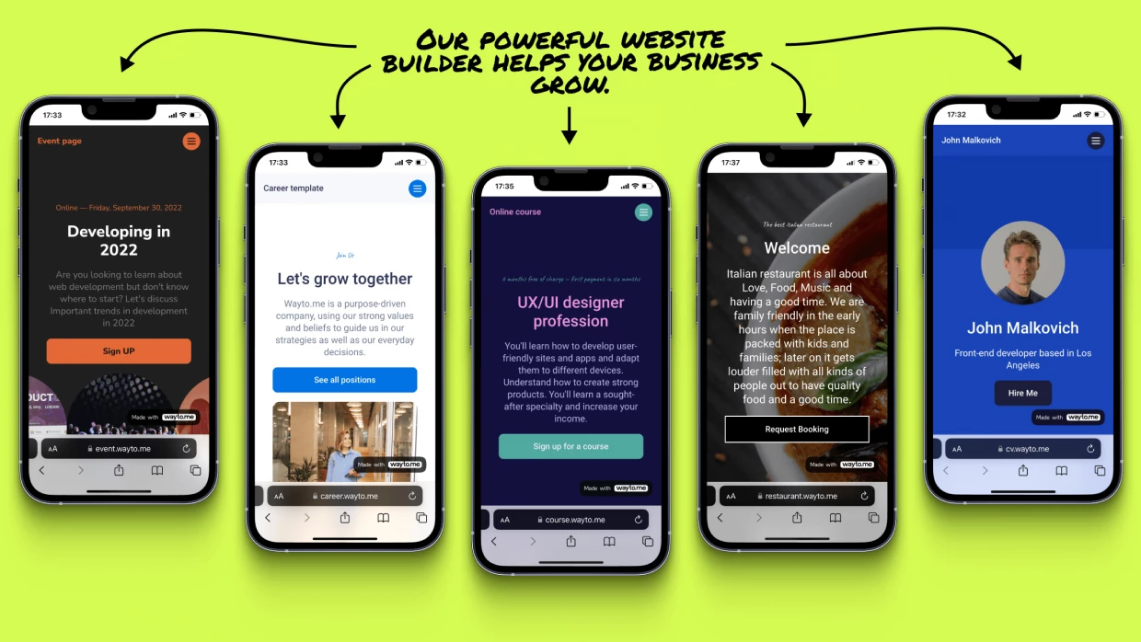 OUR POWERFUL WEBSITE
BUILDER HELPS YOUR BUSINESS
GROW.
17:33
Event page
Online — Friday, September 30, 2022
Developing in
2022
Are you looking to learn about
web development but don't know
where to start? Let's discuss
Important trends in development
in 2022
Sign UP
Made with wayto.me
AA event.wayto.me
17:33
Career template
Join Us
Let's grow together
Wayto.me is a purpose-driven
company, using our strong values
and beliefs to guide us in our
strategies as well as our everyday
decisions.
See all positions
Made with wayto.me
AA career.wayto.me
17:35
Online course
6 months free of charge – first payment in six months
UX/UI designer
profession
You'll learn how to develop user-
friendly sites and apps and adapt
them to different devices.
Understand how to create strong
products. You'll learn a sought-
after specialty and increase your
income.
Sign up for a course
Made with wayto.me
AA course.wayto.me
17:37
The best Italian restaurant
Welcome
Italian restaurant is all about
Love, Food, Music and
having a good time. We are
family friendly in the early
hours when the place is
packed with kids and
families; later on it gets
louder filled with all kinds of
people out to have quality
food and a good time.
Request Booking
Made with wayto.me
AA restaurant.wayto.me
17:32
John Malkovich
John Malkovich
Front-end developer based in Los
Angeles
Hire Me
Made with wayto.me
AA cv.wayto.me